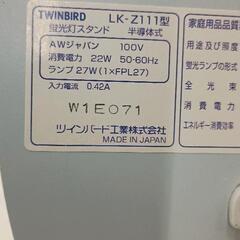 TWINBIRD LK-Z111型
蛍光灯スタンド 半導体式
AWジャパン 100V
消費電力 22W 50-60Hz
ランプ 27W (1×FPL27)
入力電流 0.42A
W1E071
ツインバード工業株式会社
MADE IN JAPAN
家庭用品品質
用途及び照度
蛍光ランプの形式
全光束
消費電力
エネルギー消費効率